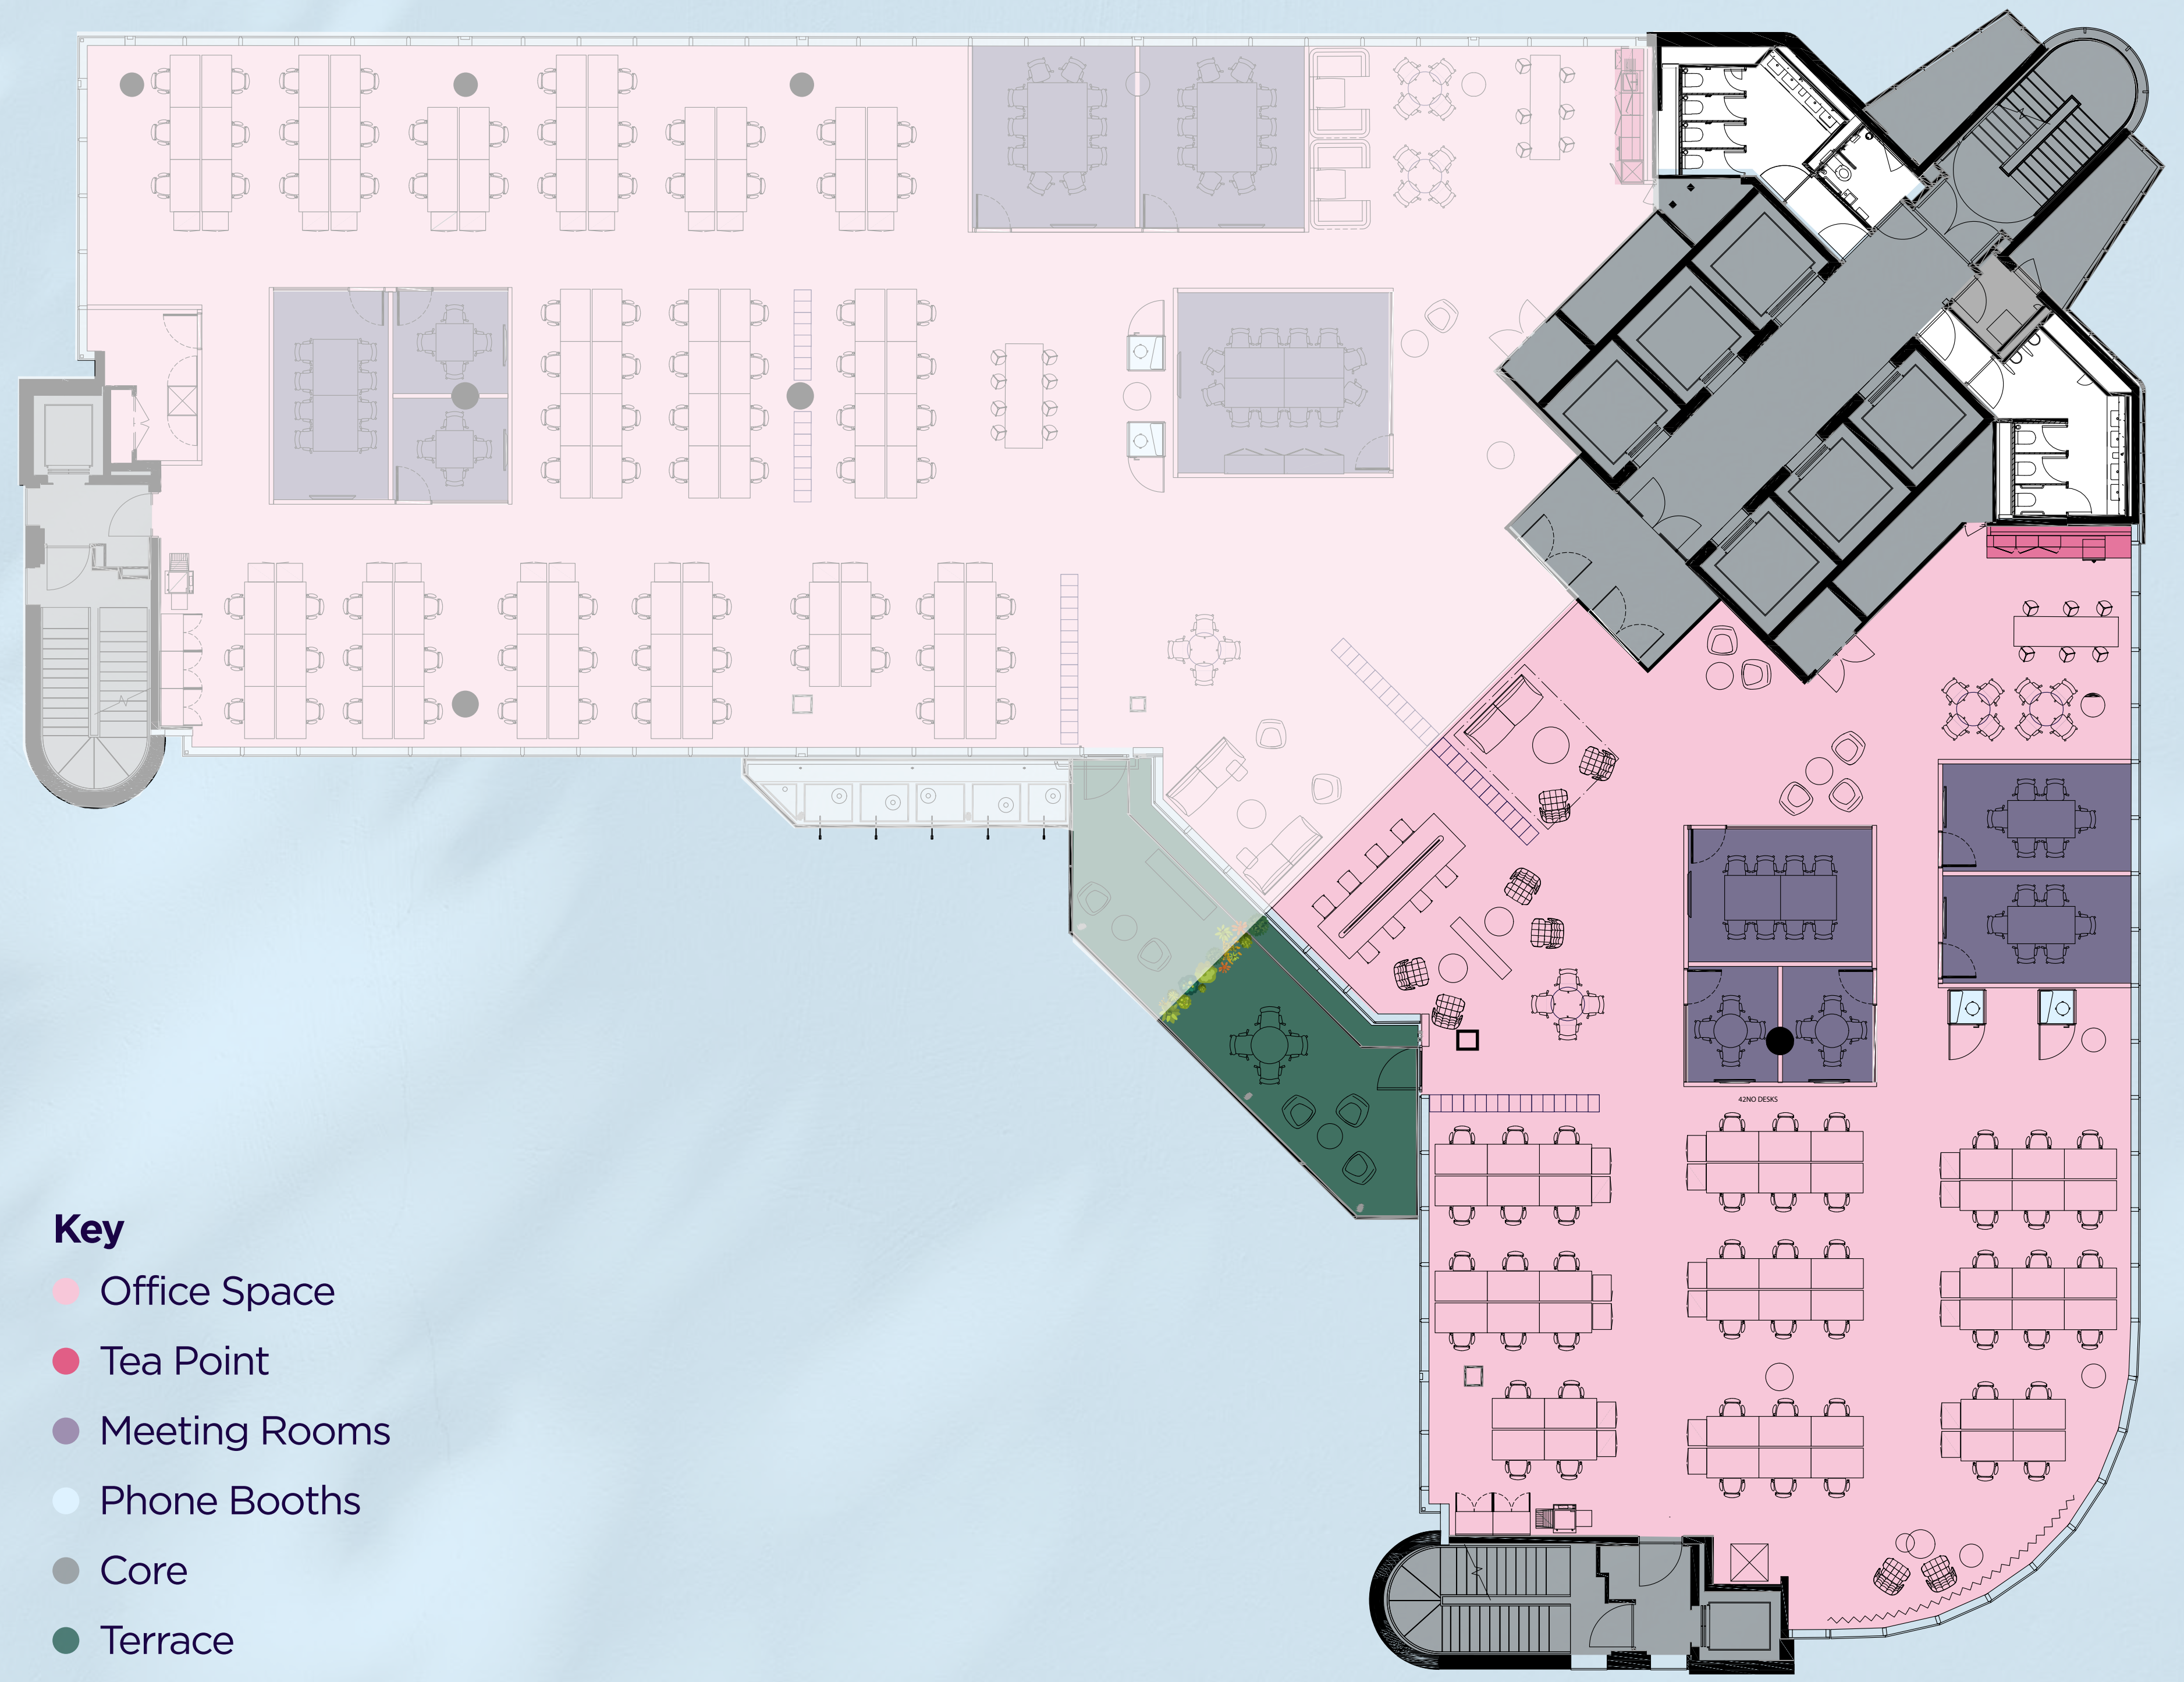 42NO DESKS
Key
Office Space
Tea Point
Meeting Rooms
Phone Booths
Core
Terrace